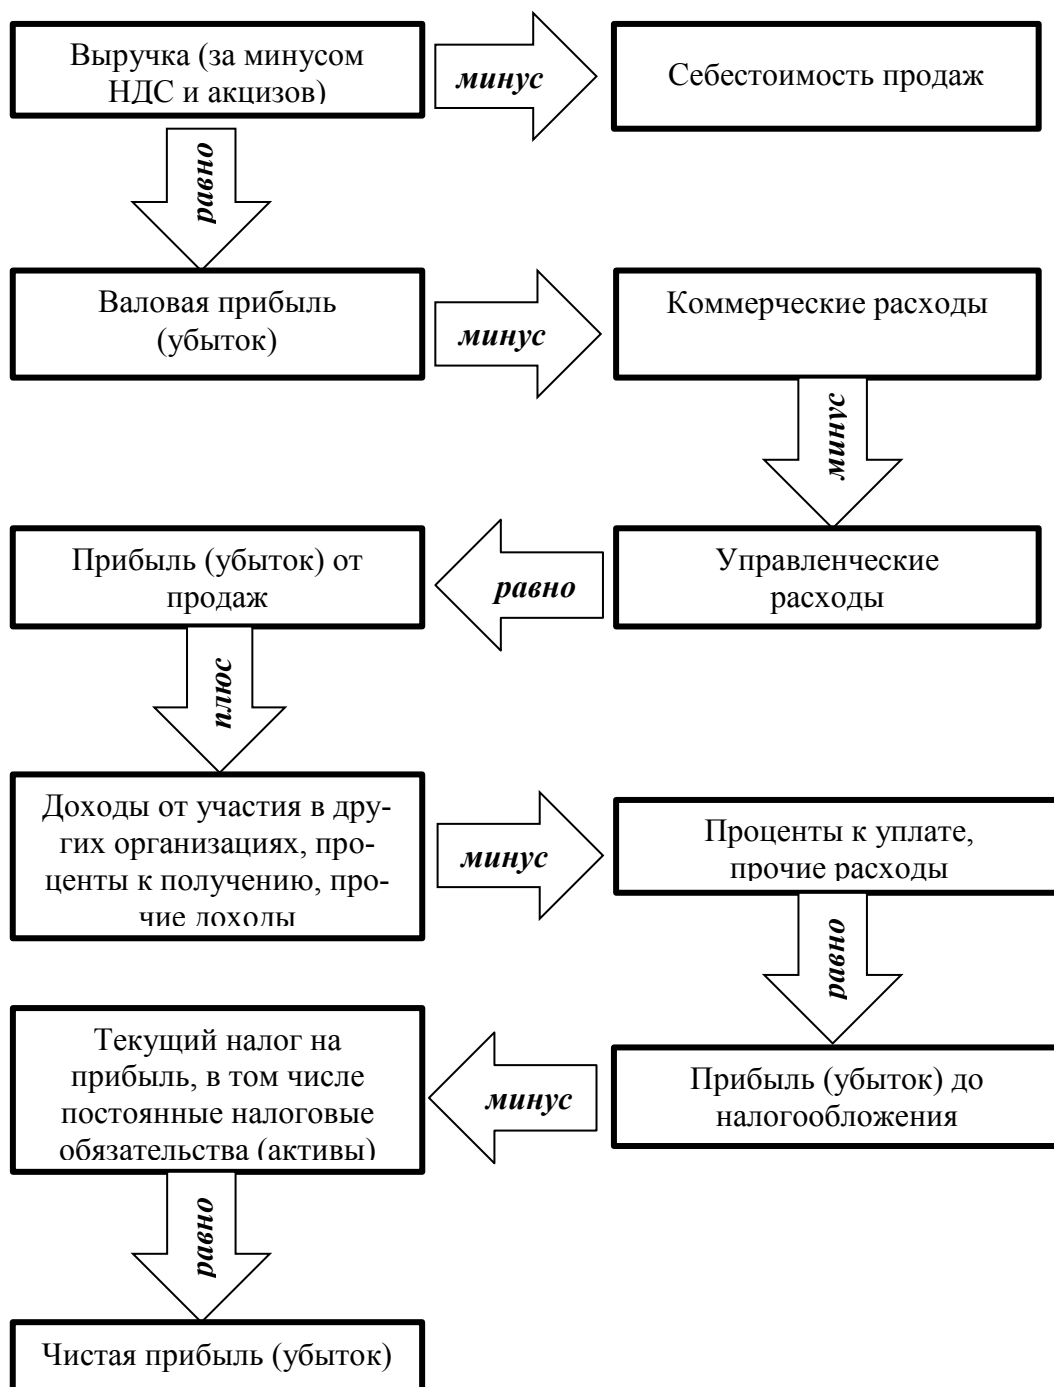 Выручка (за минусом
НДС и акцизов)
минус
Себестоимость продаж
равно
Валовая прибыль
(убыток)
минус
Коммерческие расходы
минус
Управленческие
расходы
равно
Прибыль (убыток) от
продаж
плюс
Доходы от участия в дру-
гих организациях, про-
центы к получению, про-
чие доходы
минус
Проценты к уплате,
прочие расходы
равно
Прибыль (убыток) до
налогообложения
минус
Текущий налог на
прибыль, в том числе
постоянные налоговые
обязательства (активы)
равно
Чистая прибыль (убыток)